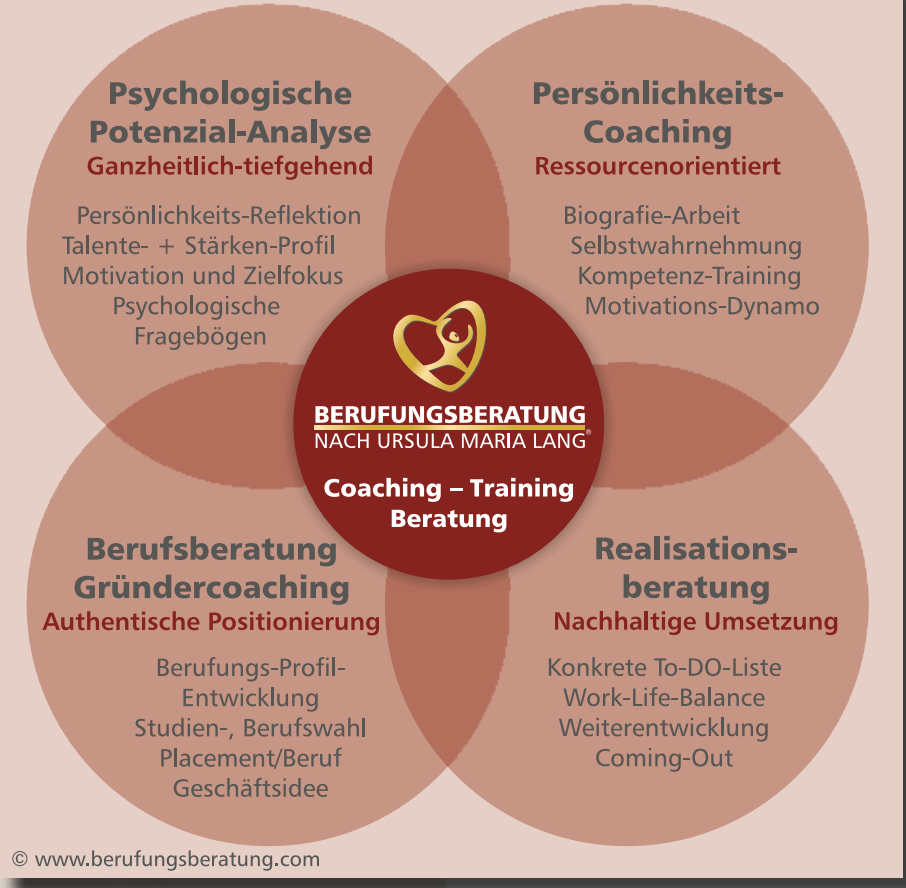 Psychologische
Potenzial-Analyse
Ganzheitlich-tiefgehend
Persönlichkeits-Reflektion
Talente- + Stärken-Profil
Motivation und Zielfokus
Psychologische
Fragebögen
Persönlichkeits-
Coaching
Ressourcenorientiert
Biografie-Arbeit
Selbstwahrnehmung
Kompetenz-Training
Motivations-Dynamo
BERUFUNGSBERATUNG
NACH URSULA MARIA LANG®
Coaching – Training
Beratung
Berufsberatung
Gründercoaching
Authentische Positionierung
Berufungs-Profil-
Entwicklung
Studien-, Berufswahl
Placement/Beruf
Geschäftsidee
Realisations-
beratung
Nachhaltige Umsetzung
Konkrete To-DO-Liste
Work-Life-Balance
Weiterentwicklung
Coming-Out
© www.berufungsberatung.com